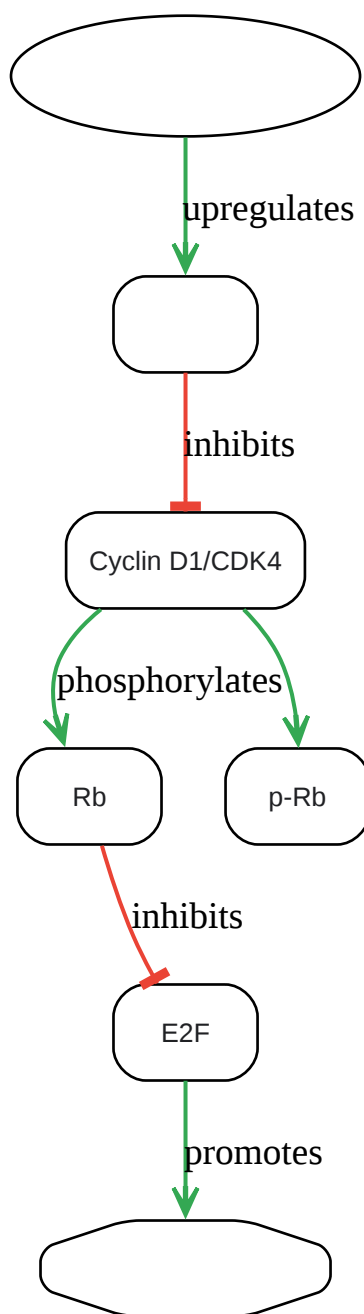 upregulates
inhibits
Cyclin D1/CDK4
phosphorylates
Rb
p-Rb
inhibits
E2F
promotes